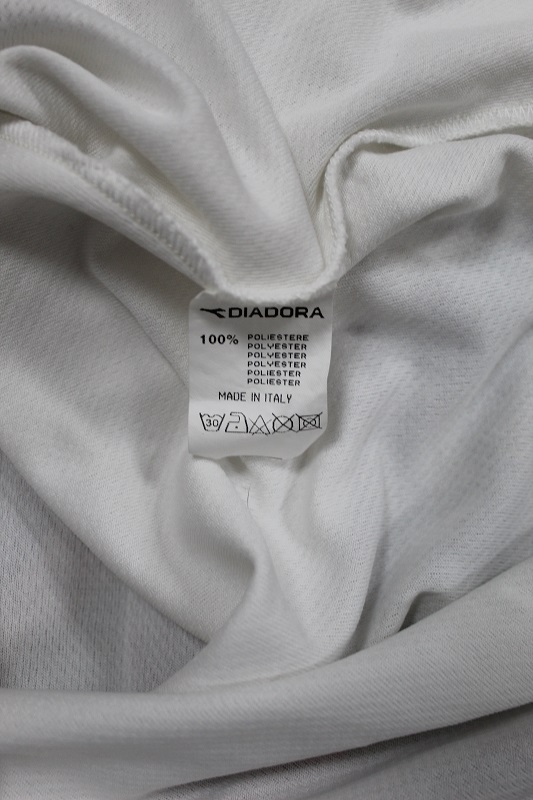 DIADORA
100% POLIESTERE
POLYESTER
POLYESTER
POLYESTER
POLIESTER
POLIESTER
MADE IN ITALY
30